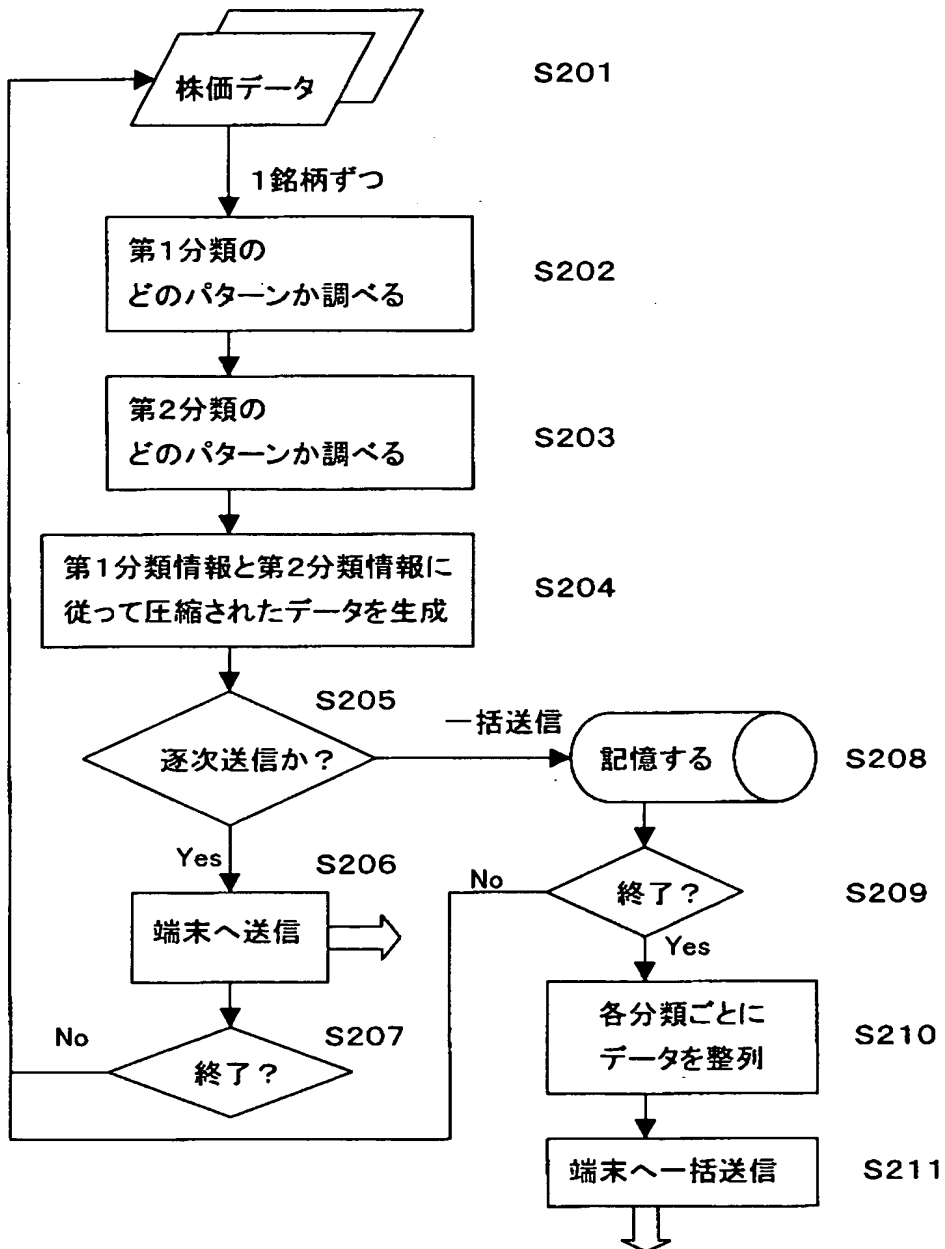 株価データ
S201
1銘柄ずつ
第1分類の
どのパターンか調べる
S202
第2分類の
どのパターンか調べる
S203
第1分類情報と第2分類情報に
従って圧縮されたデータを生成
S204
S205
逐次送信か?
一括送信
記憶する
S208
Yes
S206
端末へ送信
No
終了?
S209
Yes
各分類ごとに
データを整列
S210
S207
No
終了?
端末へ一括送信
S211